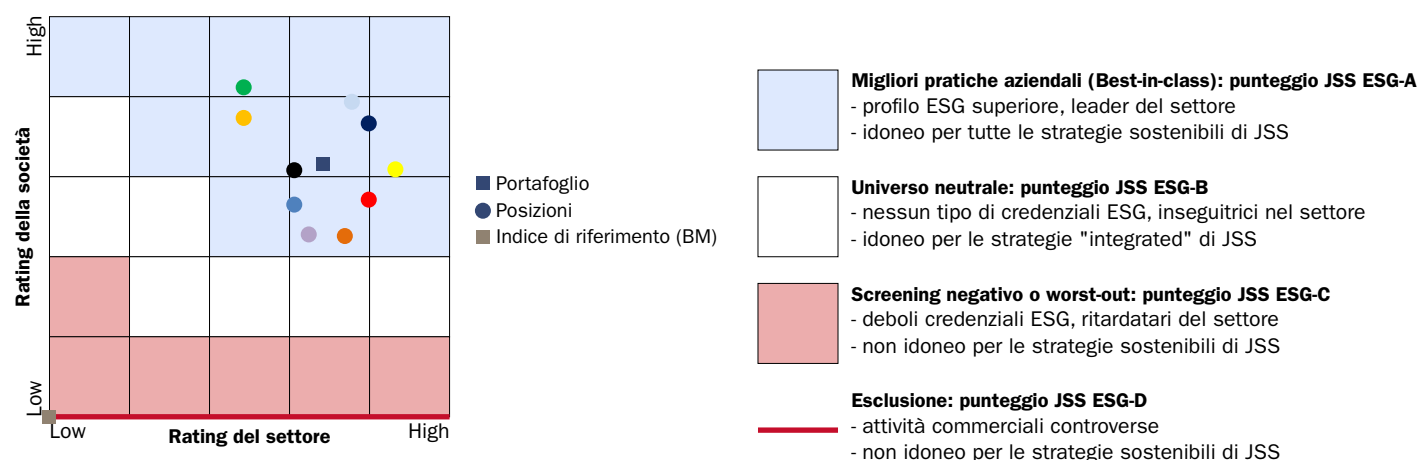 High
Rating della società
Low
Low
Rating del settore
High
Portafoglio
Posizioni
Indice di riferimento (BM)
Migliori pratiche aziendali (Best-in-class): punteggio JSS ESG-A
- profilo ESG superiore, leader del settore
- idoneo per tutte le strategie sostenibili di JSS
Universo neutrale: punteggio JSS ESG-B
- nessun tipo di credenziali ESG, inseguitrici nel settore
- idoneo per le strategie "integrated" di JSS
Screening negativo o worst-out: punteggio JSS ESG-C
- deboli credenziali ESG, ritardatari del settore
- non idoneo per le strategie sostenibili di JSS
Esclusione: punteggio JSS ESG-D
- attività commerciali controverse
- non idoneo per le strategie sostenibili di JSS